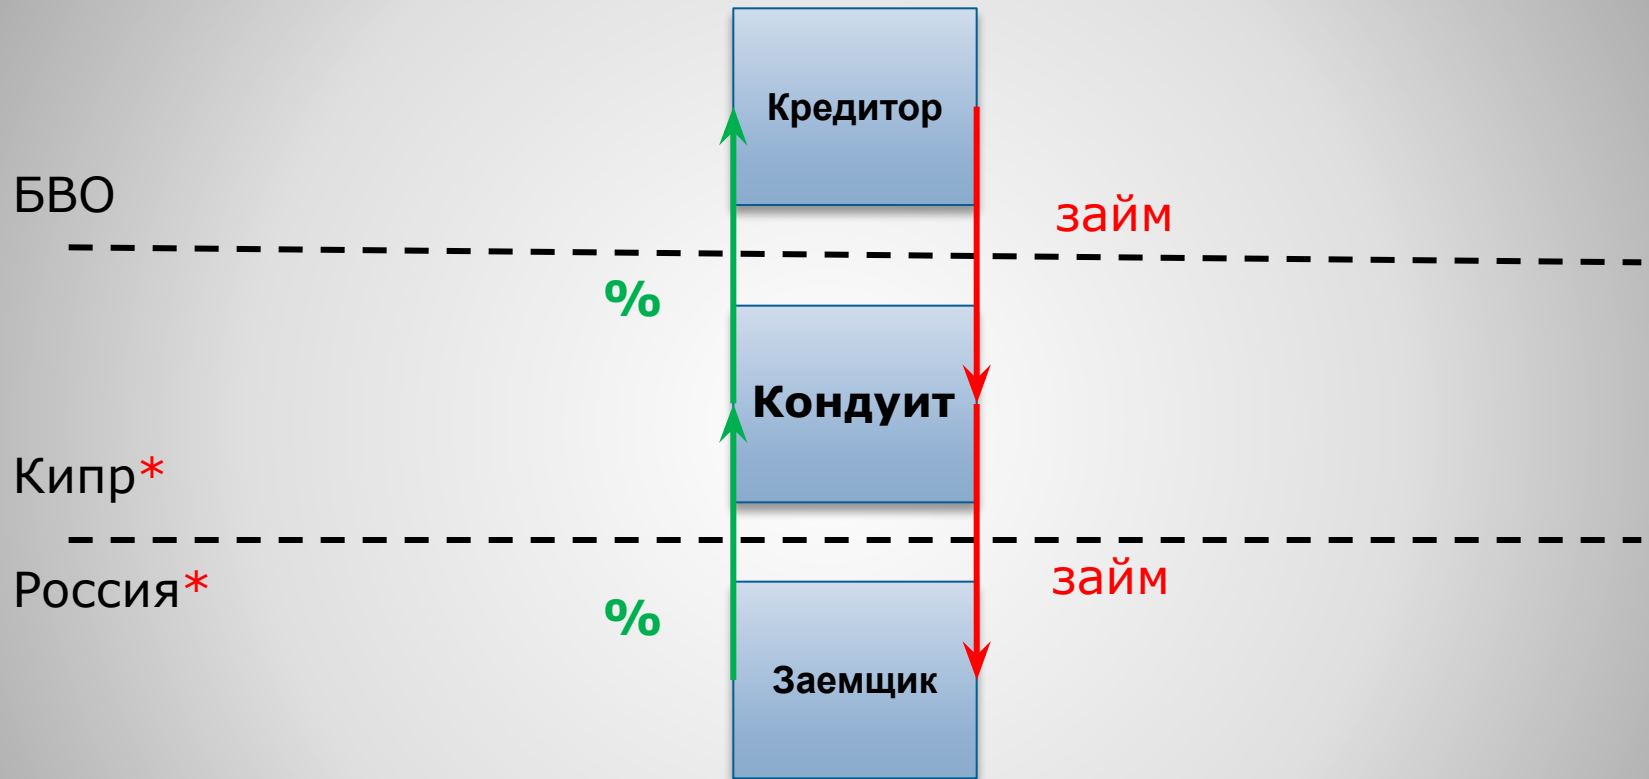 Кредитор
БВО
займ
%
Кондуит
Кипр*
Россия*
займ
%
Заемщик